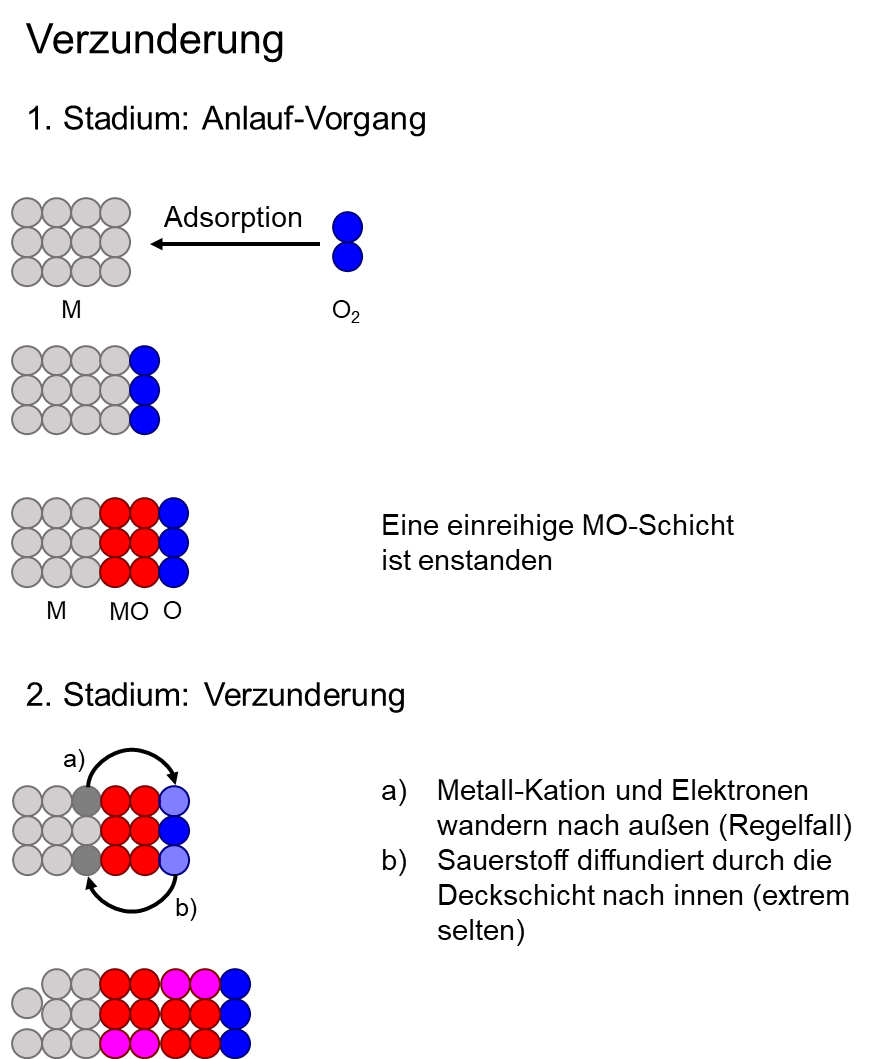 Verzunderung
1. Stadium: Anlauf-Vorgang
Adsorption
M
O₂
Eine einreihige MO-Schicht
ist enstanden
M MO O
2. Stadium: Verzunderung
a)
b)
a) Metall-Kation und Elektronen
wandern nach außen (Regelfall)
b) Sauerstoff diffundiert durch die
Deckschicht nach innen (extrem
selten)